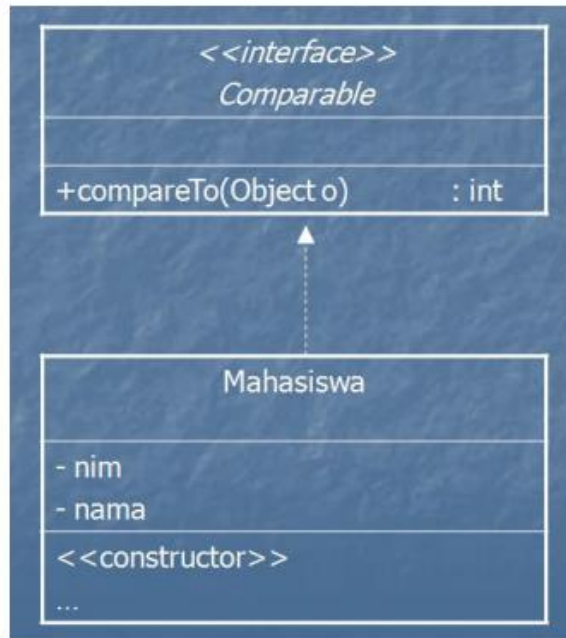 <<interface>>
Comparable
+compareTo(Object o) : int
Mahasiswa
- nim
- nama
<<constructor>>
...